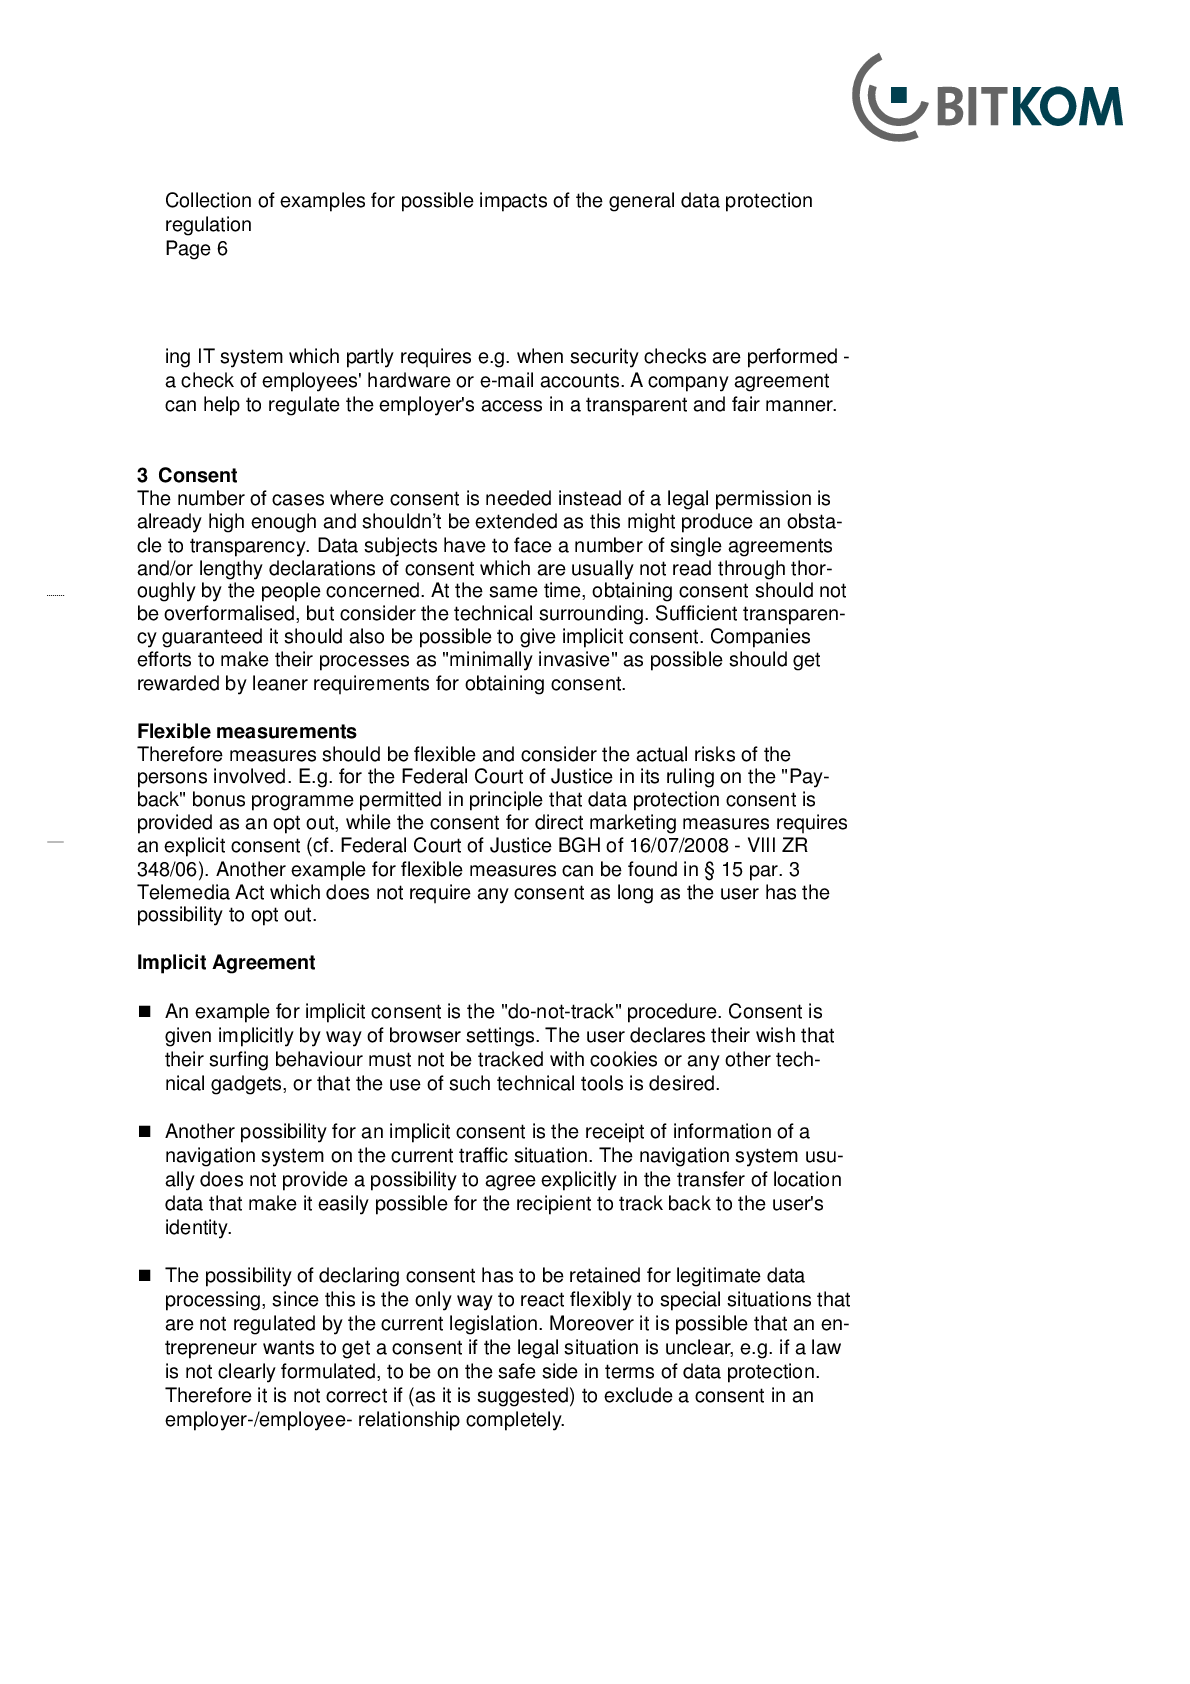 BITKOM
Collection of examples for possible impacts of the general data protection
regulation
Page 6
ing IT system which partly requires e.g. when security checks are performed -
a check of employees' hardware or e-mail accounts. A company agreement
can help to regulate the employer's access in a transparent and fair manner.
3 Consent
The number of cases where consent is needed instead of a legal permission is
already high enough and shouldn’t be extended as this might produce an obsta-
cle to transparency. Data subjects have to face a number of single agreements
and/or lengthy declarations of consent which are usually not read through thor-
oughly by the people concerned. At the same time, obtaining consent should not
be overformalised, but consider the technical surrounding. Sufficient transparen-
cy guaranteed it should also be possible to give implicit consent. Companies
efforts to make their processes as "minimally invasive" as possible should get
rewarded by leaner requirements for obtaining consent.
Flexible measurements
Therefore measures should be flexible and consider the actual risks of the
persons involved. E.g. for the Federal Court of Justice in its ruling on the "Pay-
back" bonus programme permitted in principle that data protection consent is
provided as an opt out, while the consent for direct marketing measures requires
an explicit consent (cf. Federal Court of Justice BGH of 16/07/2008 - VIII ZR
348/06). Another example for flexible measures can be found in § 15 par. 3
Telemedia Act which does not require any consent as long as the user has the
possibility to opt out.
Implicit Agreement
■ An example for implicit consent is the "do-not-track" procedure. Consent is
given implicitly by way of browser settings. The user declares their wish that
their surfing behaviour must not be tracked with cookies or any other tech-
nical gadgets, or that the use of such technical tools is desired.
■ Another possibility for an implicit consent is the receipt of information of a
navigation system on the current traffic situation. The navigation system usu-
ally does not provide a possibility to agree explicitly in the transfer of location
data that make it easily possible for the recipient to track back to the user's
identity.
■ The possibility of declaring consent has to be retained for legitimate data
processing, since this is the only way to react flexibly to special situations that
are not regulated by the current legislation. Moreover it is possible that an en-
trepreneur wants to get a consent if the legal situation is unclear, e.g. if a law
is not clearly formulated, to be on the safe side in terms of data protection.
Therefore it is not correct if (as it is suggested) to exclude a consent in an
employer-/employee- relationship completely.